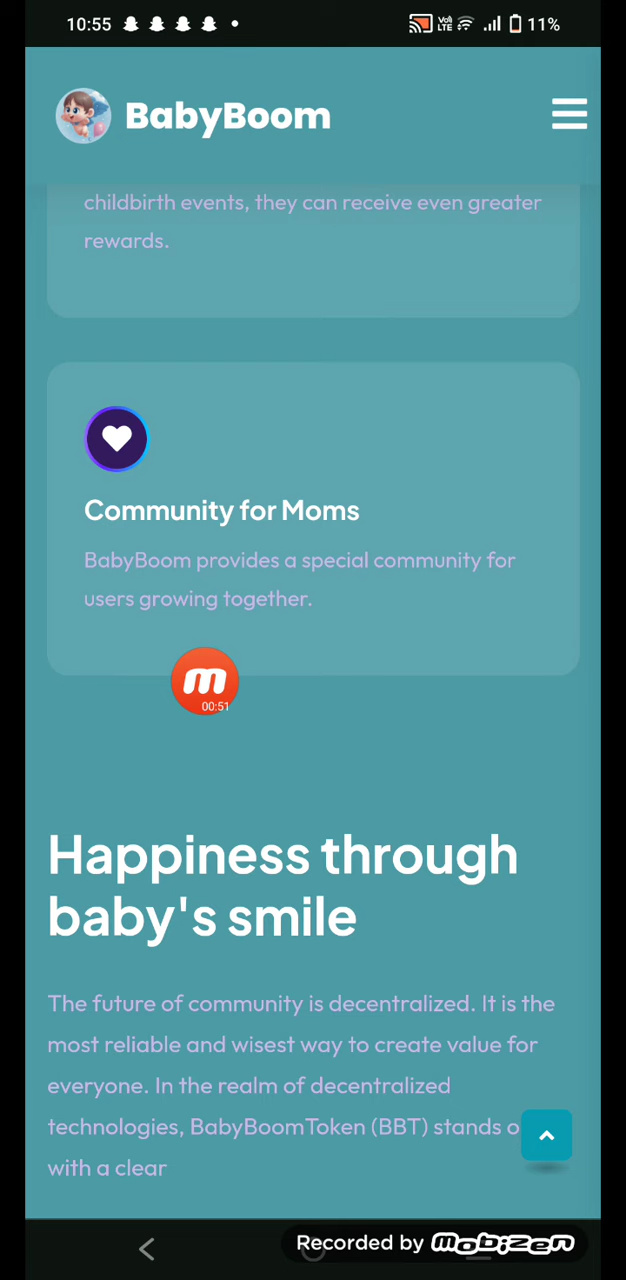 10:55
Vo) LTE
11%
BabyBoom
childbirth events, they can receive even greater
rewards.
Community for Moms
BabyBoom provides a special community for
users growing together.
m
00:51
Happiness through
baby's smile
The future of community is decentralized. It is the
most reliable and wisest way to create value for
everyone. In the realm of decentralized
technologies, BabyBoomToken (BBT) stands o
with a clear
Recorded by mobizen